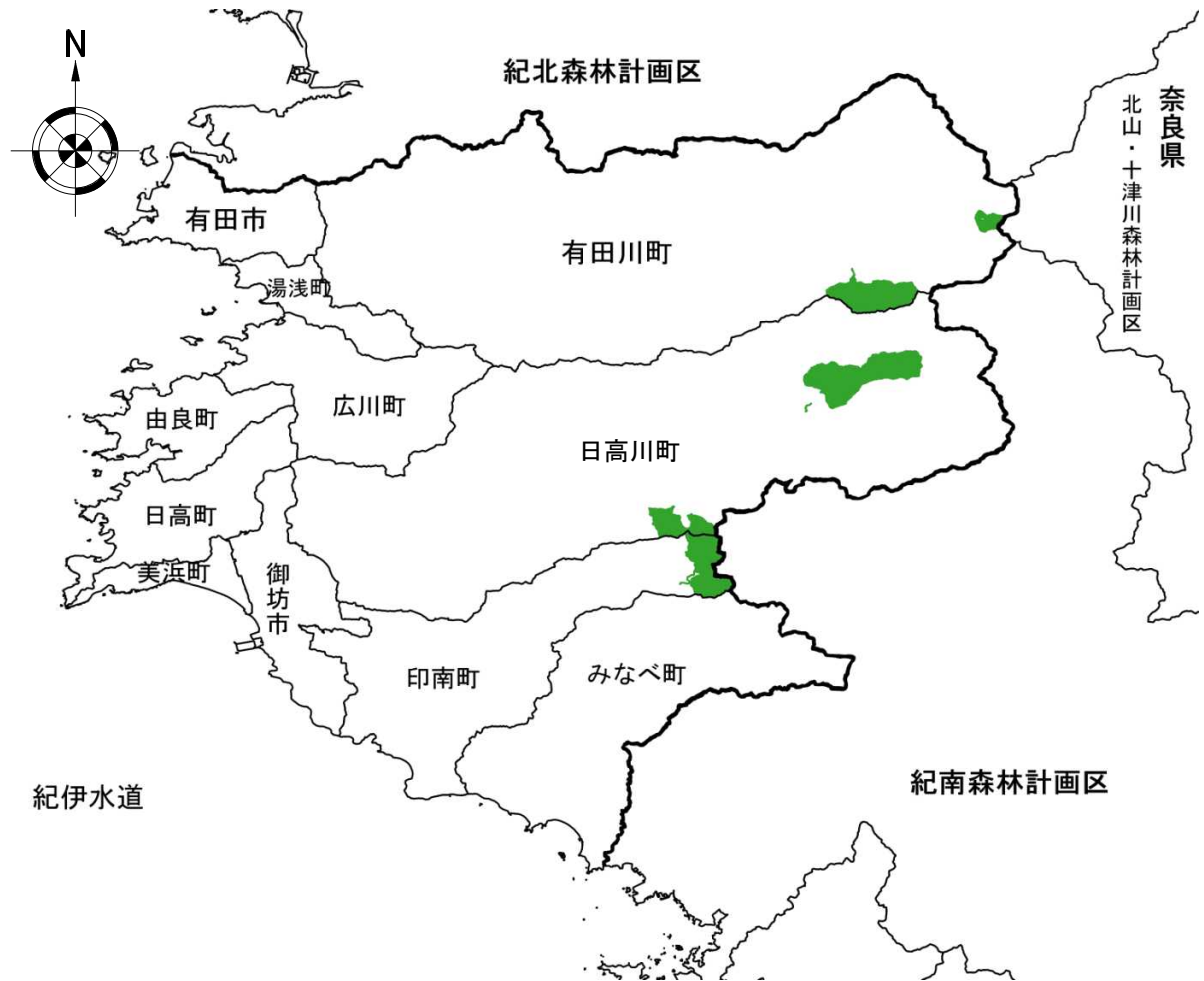 N
紀北森林計画区
奈良県
北山・十津川森林計画区
有田市
有田川町
湯浅町
広川町
由良町
日高川町
日高町
美浜町
御坊市
印南町
みなべ町
紀伊水道
紀南森林計画区